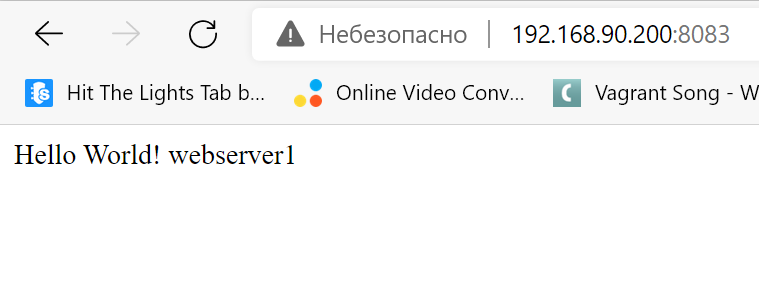 Небезопасно 192.168.90.200:8083
Hit The Lights Tab b... Online Video Conv... Vagrant Song - W
Hello World! webserver1